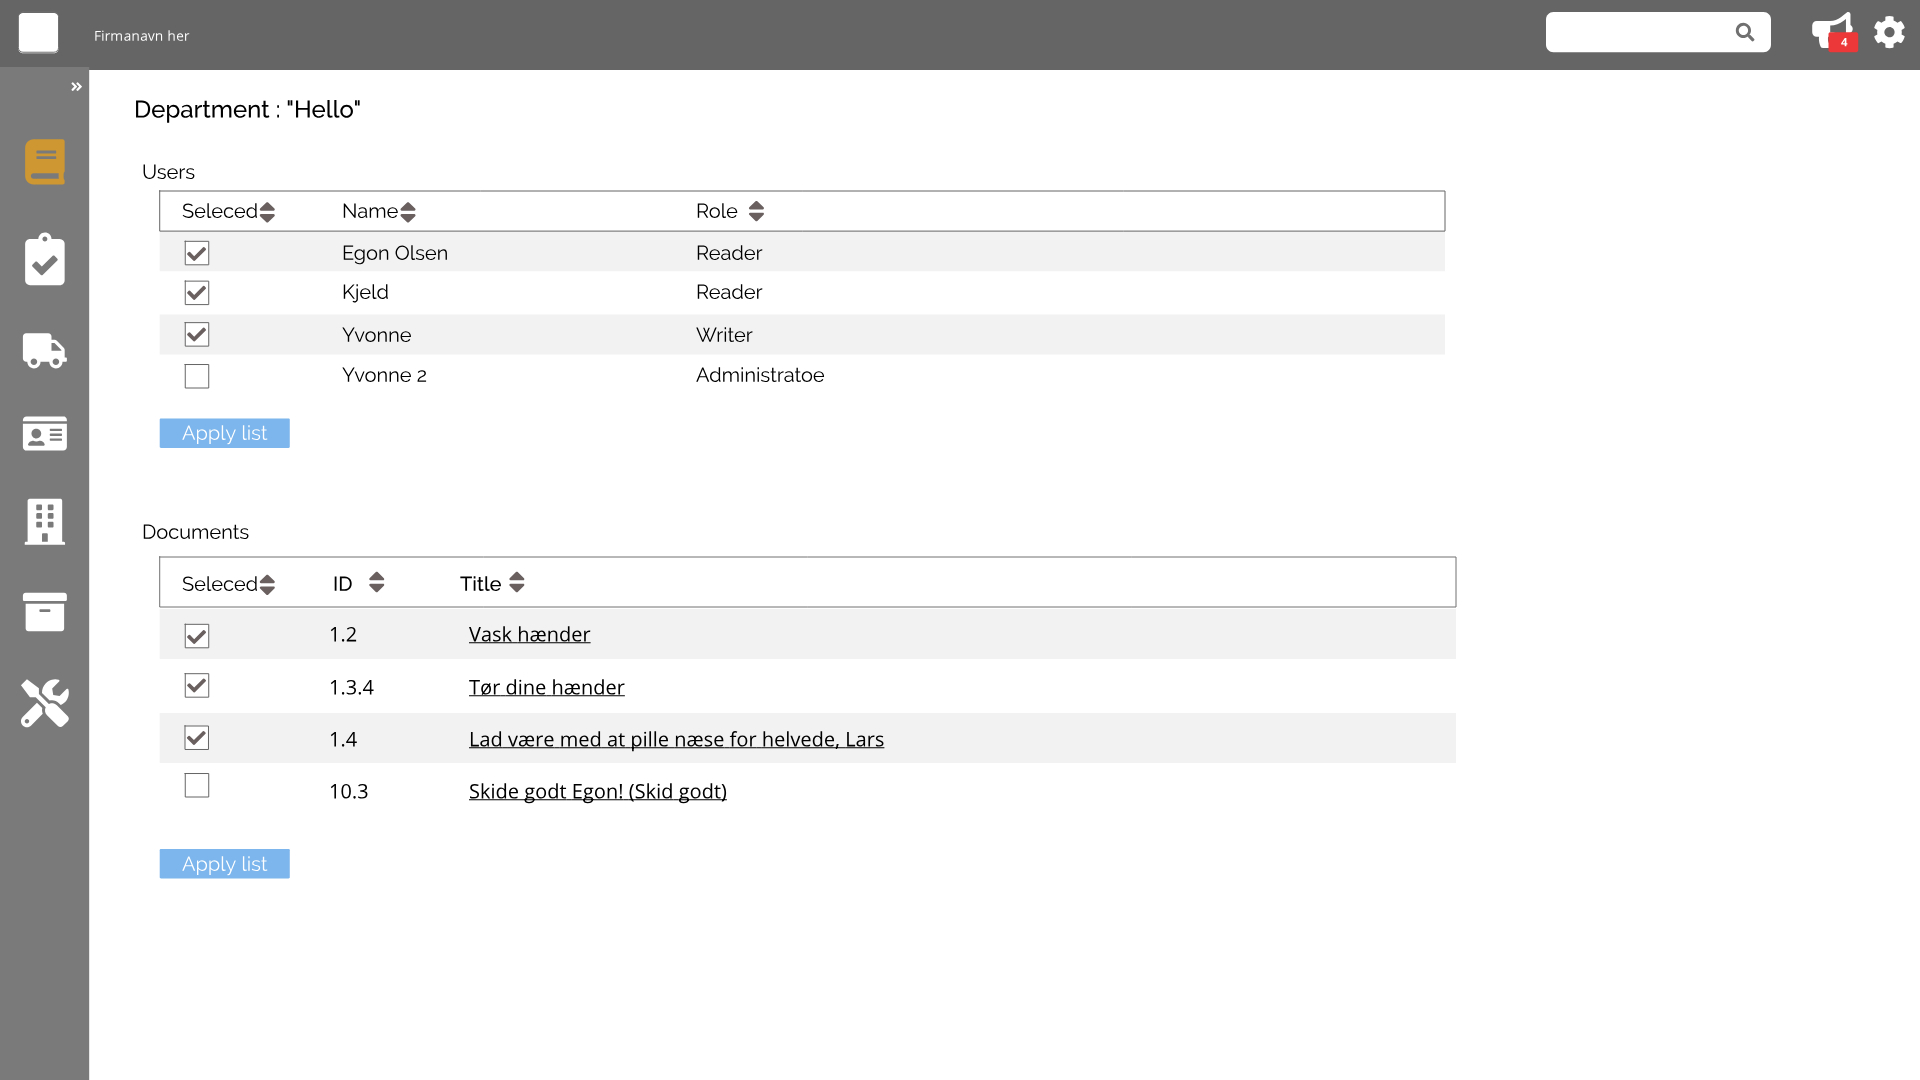 Firmanavn her
4
Department : "Hello"
Users
Seleced Name Role
Egon Olsen Reader
Kjeld Reader
Yvonne Writer
Yvonne 2 Administratoe
Apply list
Documents
Seleced ID Title
1.2 Vask hænder
1.3.4 Tør dine hænder
1.4 Lad være med at pille næse for helvede, Lars
10.3 Skide godt Egon! (Skid godt)
Apply list